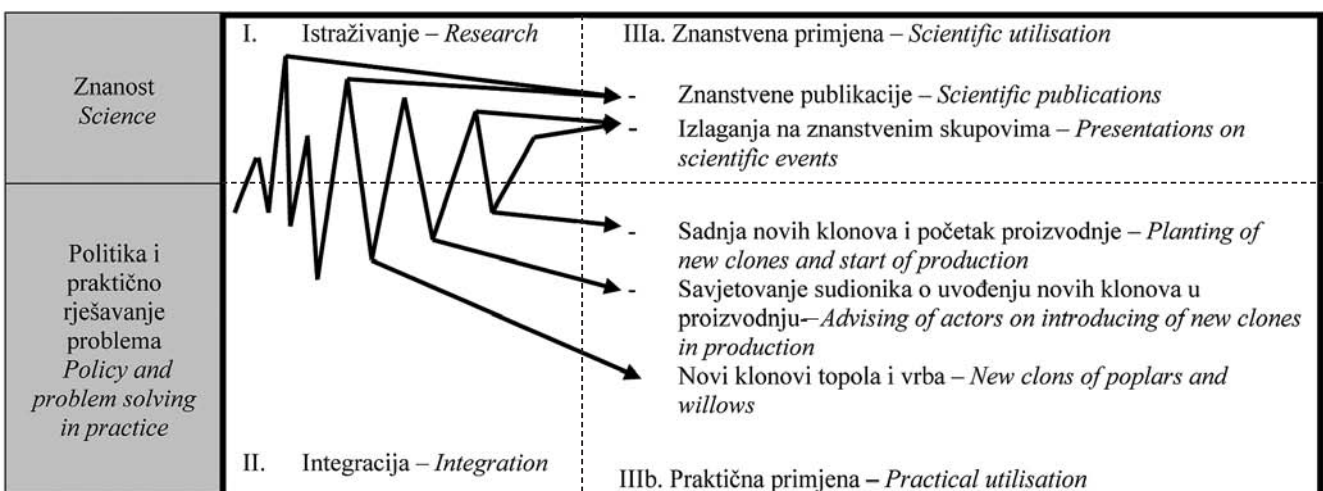 Znanost
Science
I. Istraživanje – Research
IIIa. Znanstvena primjena – Scientific utilisation
- Znanstvene publikacije – Scientific publications
- Izlaganja na znanstvenim skupovima – Presentations on
scientific events
Politika i
praktično
rješavanje
problema
Policy and
problem solving
in practice
- Sadnja novih klonova i početak proizvodnje – Planting of
new clones and start of production
- Savjetovanje sudionika o uvođenju novih klonova u
proizvodnju-–Advising of actors on introducing of new clones
in production
Novi klonovi topola i vrba – New clons of poplars and
willows
II. Integracija – Integration
IIIb. Praktična primjena – Practical utilisation